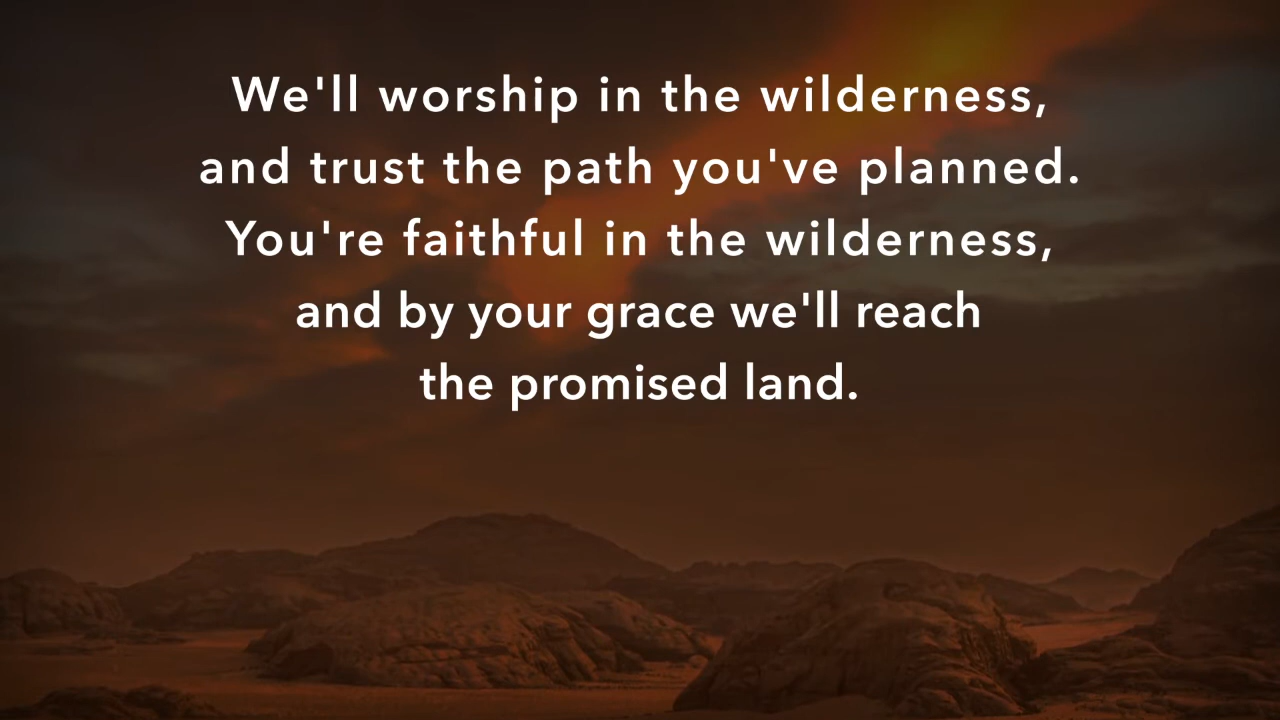 We'll worship in the wilderness,
and trust the path you've planned.
You're faithful in the wilderness,
and by your grace we'll reach
the promised land.